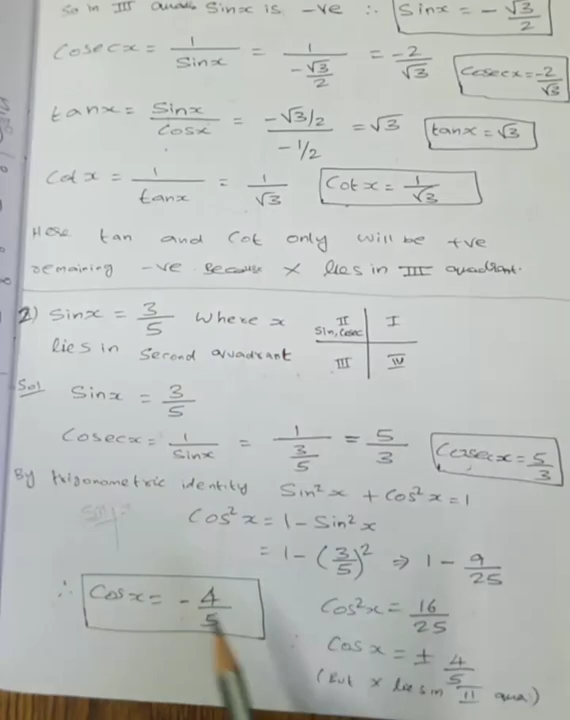 So in III quad Sinx is -ve ∴ Sinx = -√3/2
Cosecx = 1/Sinx = 1/(-√3/2) = -2/√3 Cosecx = -2/√3
tanx = Sinx/Cosx = (-√3/2)/(-1/2) = √3 tanx = √3
Cotx = 1/tanx = 1/√3 Cotx = 1/√3
Here tan and Cot only will be +ve
remaining -ve Because x lies in III quadrant.
2) Sinx = 3/5 Where x
lies in Second quadrant
II I
Sin, Cosec
III IV
Sol Sinx = 3/5
Cosecx = 1/Sinx = 1/(3/5) = 5/3 Cosecx = 5/3
By trigonometric identity Sin²x + Cos²x = 1
Cos²x = 1 - Sin²x
= 1 - (3/5)² ⇒ 1 - 9/25
Cos²x = 16/25
Cosx = ± 4/5
(But x lies in II qua)
∴ Cosx = -4/5